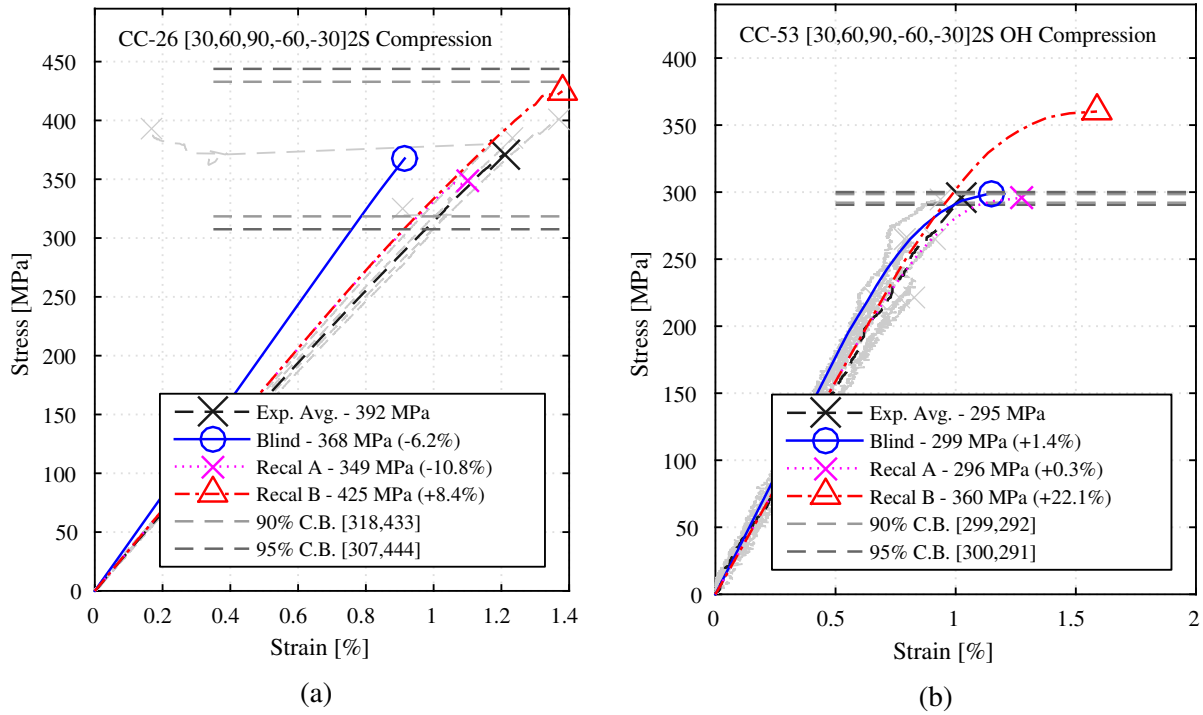 CC-26 [30,60,90,-60,-30]2S Compression
450
400
350
300
250
200
150
100
50
0
Stress [MPa]
Exp. Avg. - 392 MPa
Blind - 368 MPa (-6.2%)
Recal A - 349 MPa (-10.8%)
Recal B - 425 MPa (+8.4%)
90% C.B. [318,433]
95% C.B. [307,444]
0 0.2 0.4 0.6 0.8 1 1.2 1.4
Strain [%]
(a)
CC-53 [30,60,90,-60,-30]2S OH Compression
400
350
300
250
200
150
100
50
0
Stress [MPa]
Exp. Avg. - 295 MPa
Blind - 299 MPa (+1.4%)
Recal A - 296 MPa (+0.3%)
Recal B - 360 MPa (+22.1%)
90% C.B. [299,292]
95% C.B. [300,291]
0 0.5 1 1.5 2
Strain [%]
(b)